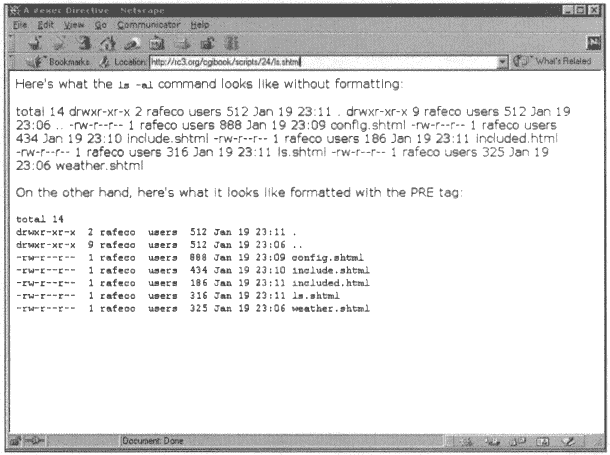 A #exec Directive - Netscape
File Edit View Go Communicator Help
Bookmarks Location: http://rc3.org/cgibook/scripts/24/ls.shtml What's Related
Here's what the ls -al command looks like without formatting:
total 14 drwxr-xr-x 2 rafeco users 512 Jan 19 23:11 . drwxr-xr-x 9 rafeco users 512 Jan 19
23:06 .. -rw-r--r-- 1 rafeco users 888 Jan 19 23:09 config.shtml -rw-r--r-- 1 rafeco users
434 Jan 19 23:10 include.shtml -rw-r--r-- 1 rafeco users 186 Jan 19 23:11 included.html
-rw-r--r-- 1 rafeco users 316 Jan 19 23:11 ls.shtml -rw-r--r-- 1 rafeco users 325 Jan 19
23:06 weather.shtml
On the other hand, here's what it looks like formatted with the PRE tag:
total 14
drwxr-xr-x 2 rafeco users 512 Jan 19 23:11 .
drwxr-xr-x 9 rafeco users 512 Jan 19 23:06 ..
-rw-r--r-- 1 rafeco users 888 Jan 19 23:09 config.shtml
-rw-r--r-- 1 rafeco users 434 Jan 19 23:10 include.shtml
-rw-r--r-- 1 rafeco users 186 Jan 19 23:11 included.html
-rw-r--r-- 1 rafeco users 316 Jan 19 23:11 ls.shtml
-rw-r--r-- 1 rafeco users 325 Jan 19 23:06 weather.shtml
Document: Done